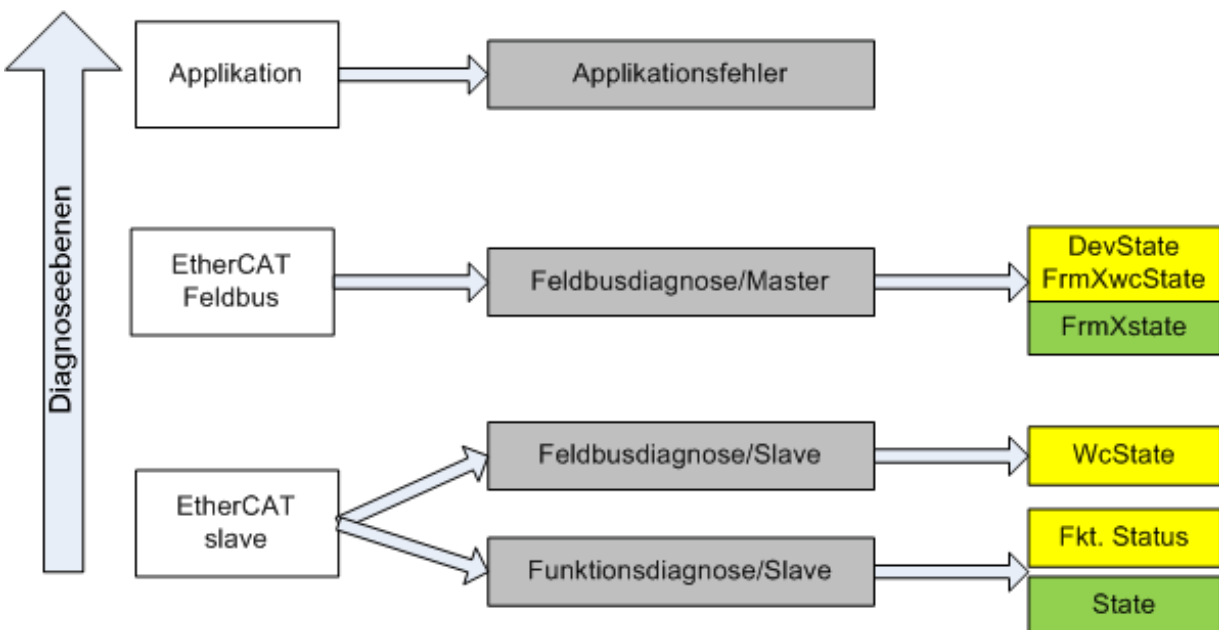 Diagnoseebenen
Applikation
Applikationsfehler
EtherCAT
Feldbus
Feldbusdiagnose/Master
DevState
FrmXwcState
FrmXstate
EtherCAT
slave
Feldbusdiagnose/Slave
WcState
Funktionsdiagnose/Slave
Fkt. Status
State